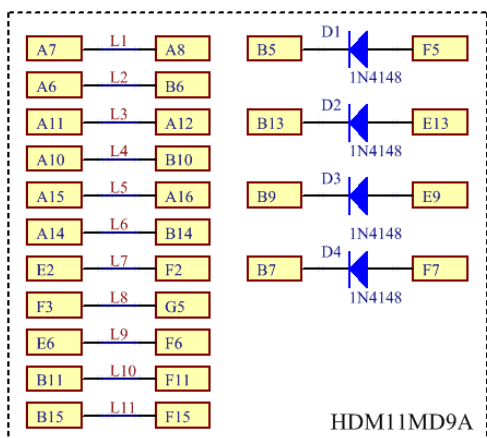 A7 L1 A8
A6 L2 B6
A11 L3 A12
A10 L4 B10
A15 L5 A16
A14 L6 B14
E2 L7 F2
F3 L8 G5
E6 L9 F6
B11 L10 F11
B15 L11 F15
D1
B5 F5
1N4148
D2
B13 E13
1N4148
D3
B9 E9
1N4148
D4
B7 F7
1N4148
HDM11MD9A